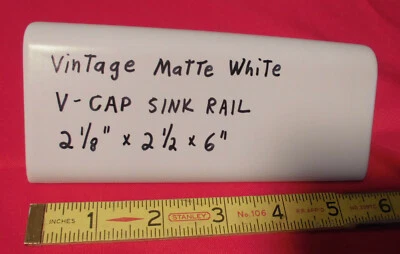 Vintage Matte White
V-CAP SINK RAIL
2 1/8" x 2 1/2 x 6"
INCHES 1 2 STANLEY 3 No. 106 4 5 6